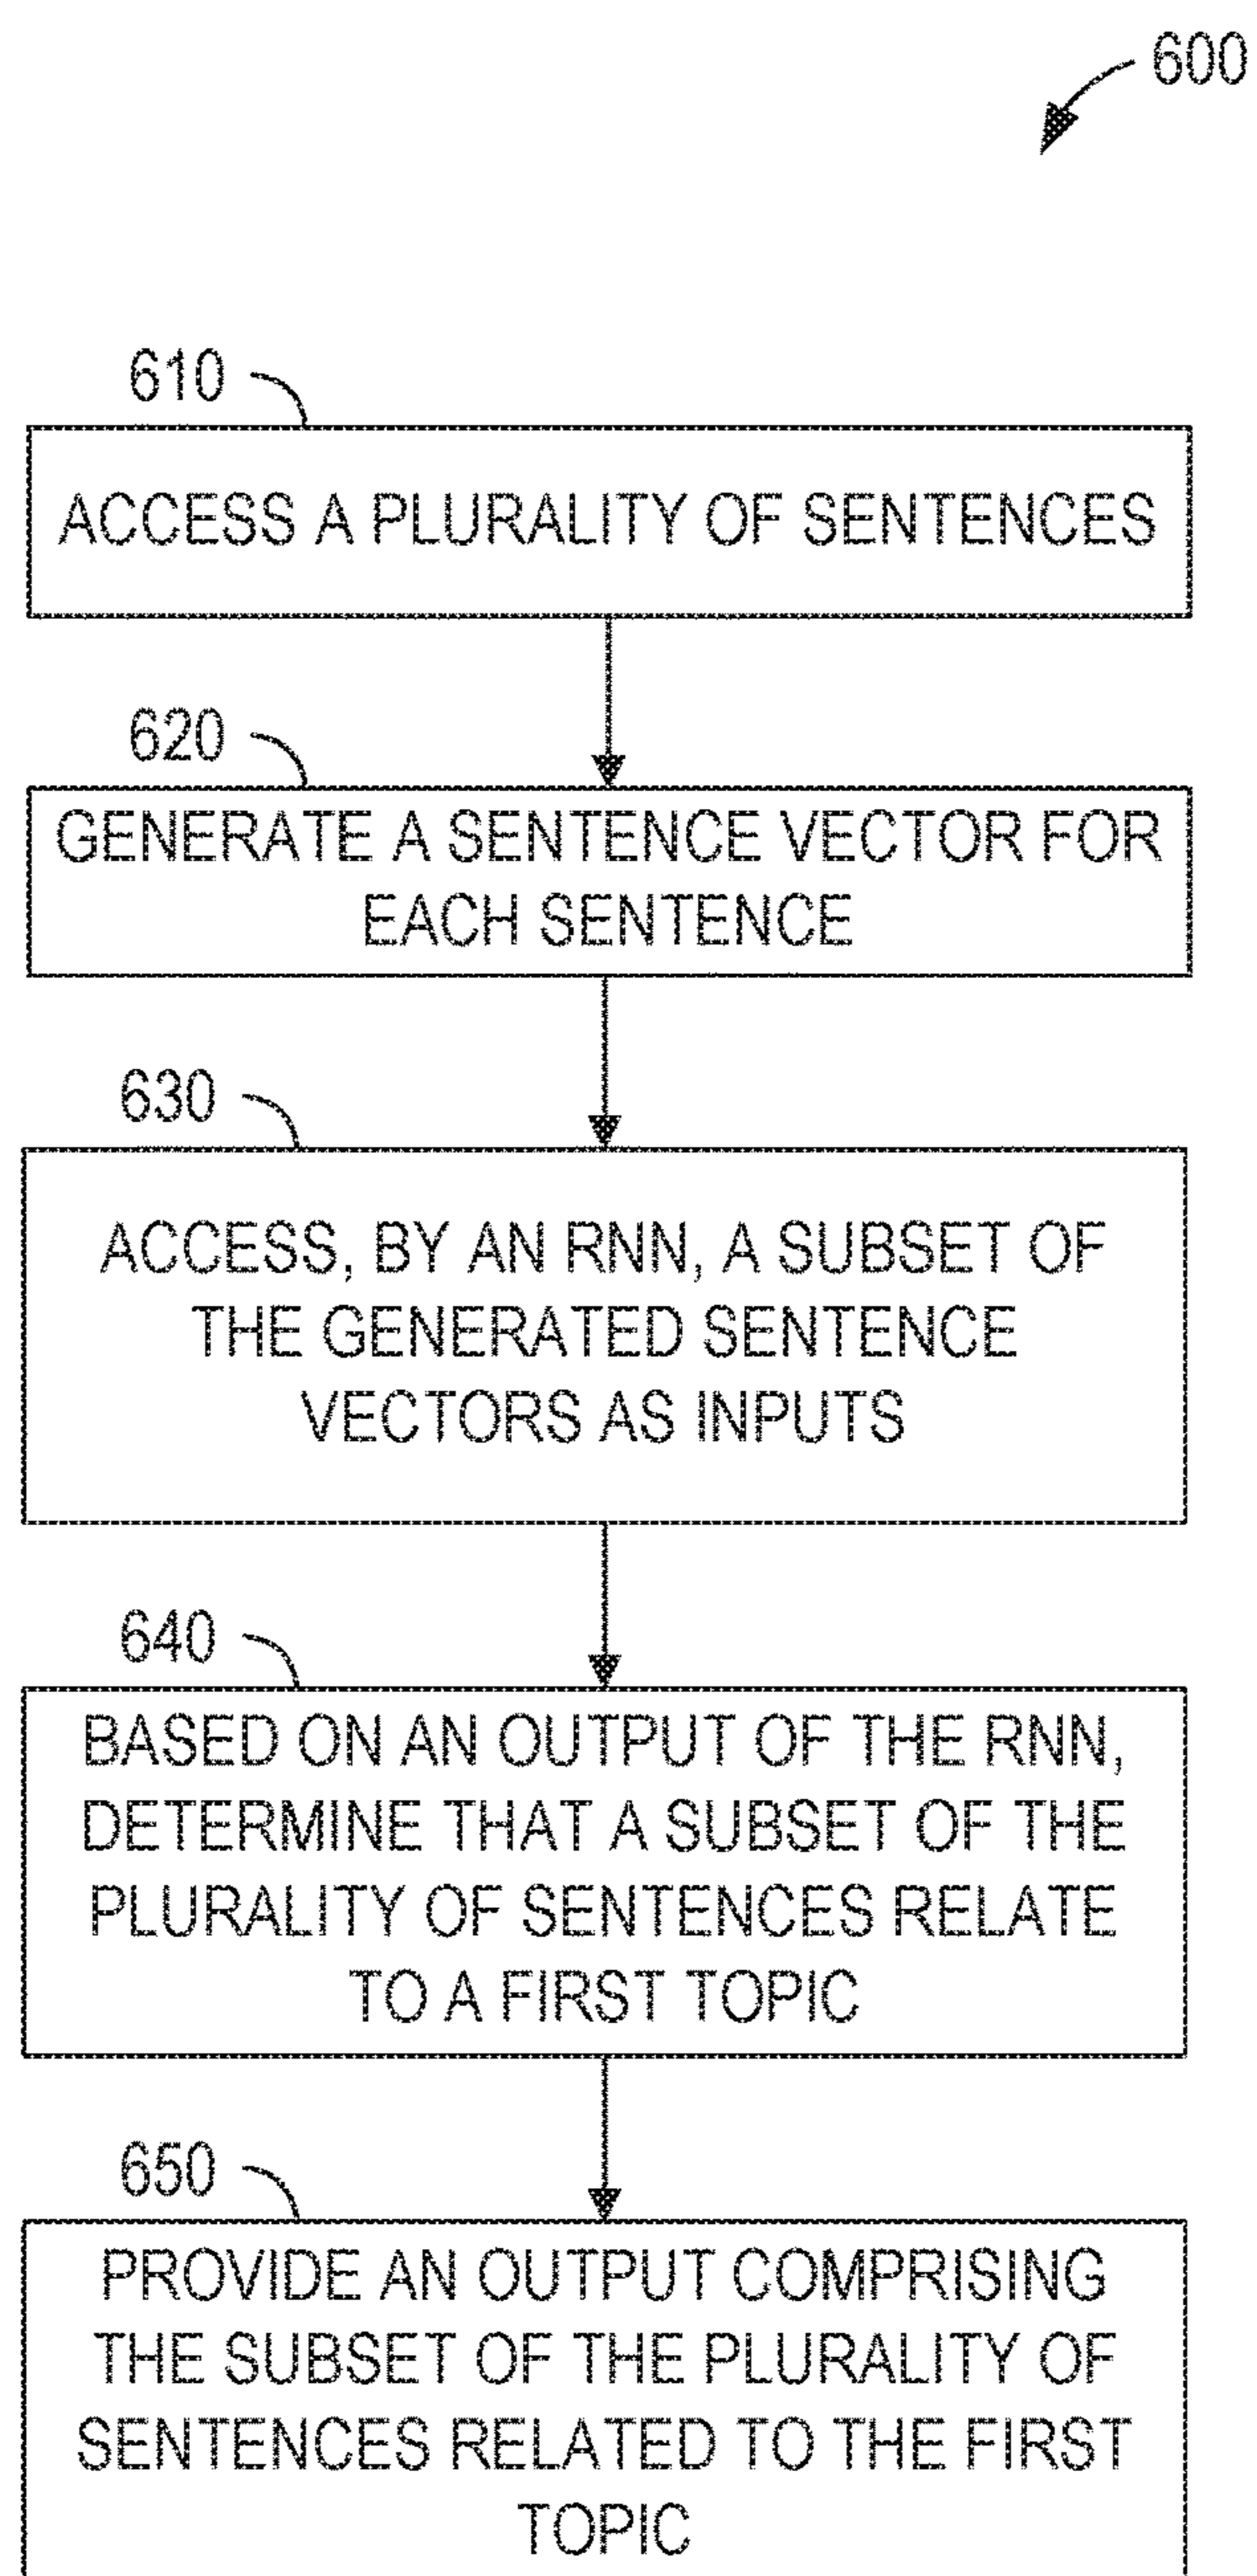 600
610
ACCESS A PLURALITY OF SENTENCES
620
GENERATE A SENTENCE VECTOR FOR
EACH SENTENCE
630
ACCESS, BY AN RNN, A SUBSET OF
THE GENERATED SENTENCE
VECTORS AS INPUTS
640
BASED ON AN OUTPUT OF THE RNN,
DETERMINE THAT A SUBSET OF THE
PLURALITY OF SENTENCES RELATE
TO A FIRST TOPIC
650
PROVIDE AN OUTPUT COMPRISING
THE SUBSET OF THE PLURALITY OF
SENTENCES RELATED TO THE FIRST
TOPIC